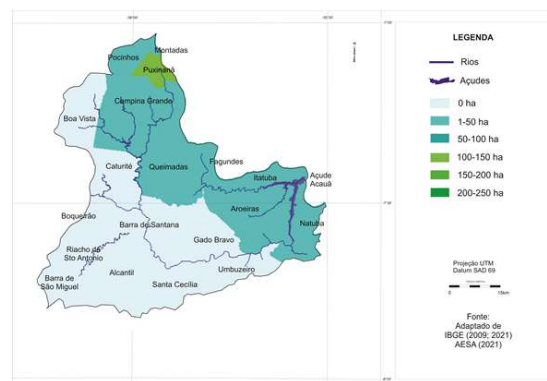 Montadas
Pocinhos
Puxinanã
Campina Grande
Boa Vista
Fagundes
Caturité
Queimadas
Itatuba
Açude
Acauã
Aroeiras
Boqueirão
Barra de Santana
Natuba
Gado Bravo
Riacho de
Sto Antonio
Umbuzeiro
Alcantil
Barra de
São Miguel
Santa Cecília
LEGENDA
Rios
Açudes
0 ha
1-50 ha
50-100 ha
100-150 ha
150-200 ha
200-250 ha
Projeção UTM
Datum SAD 69
0 15km
Fonte:
Adaptado de
IBGE (2009; 2021)
AESA (2021)